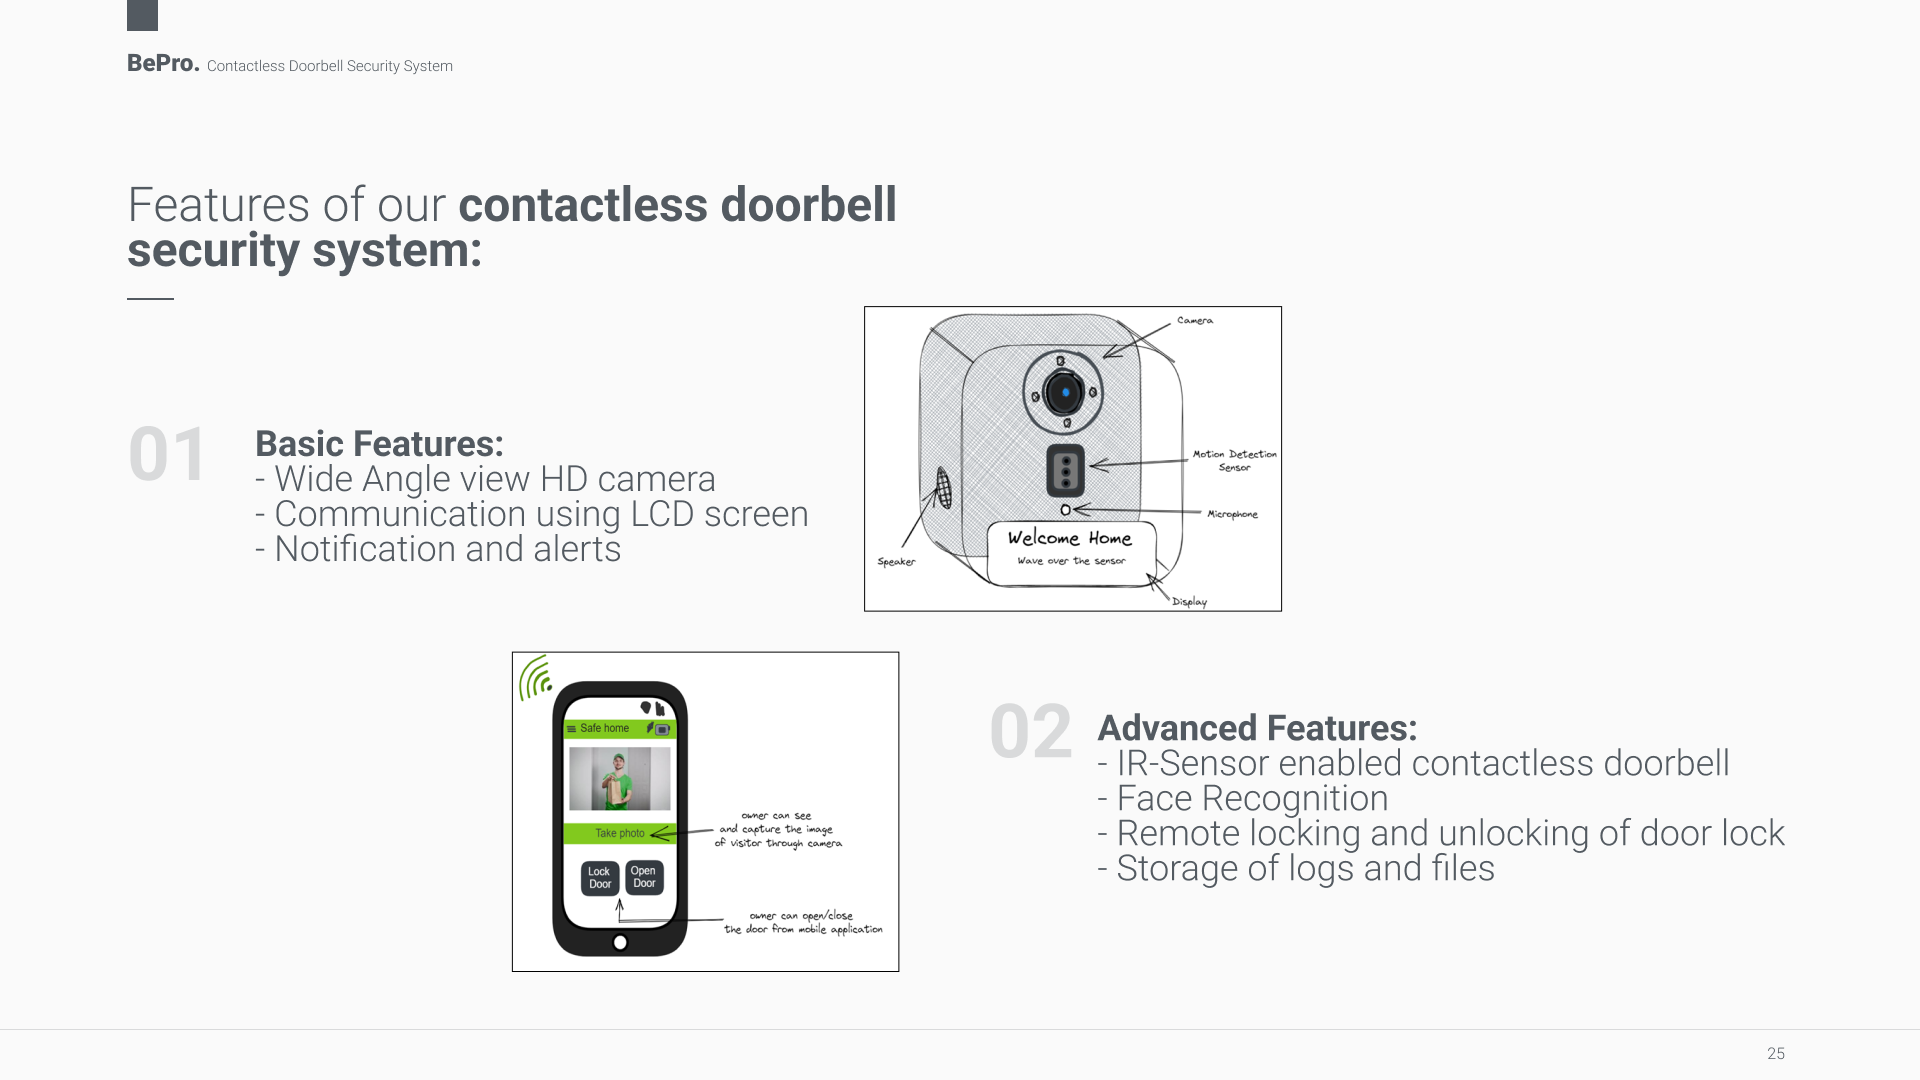 BePro. Contactless Doorbell Security System
Features of our contactless doorbell
security system:
01
Basic Features:
- Wide Angle view HD camera
- Communication using LCD screen
- Notification and alerts
Camera
Motion Detection
Sensor
Microphone
Speaker
Welcome Home
Wave over the sensor
Display
Safe home
Take photo
Lock
Door
Open
Door
owner can see
and capture the image
of visitor through camera
owner can open/close
the door from mobile application
02
Advanced Features:
- IR-Sensor enabled contactless doorbell
- Face Recognition
- Remote locking and unlocking of door lock
- Storage of logs and files
25